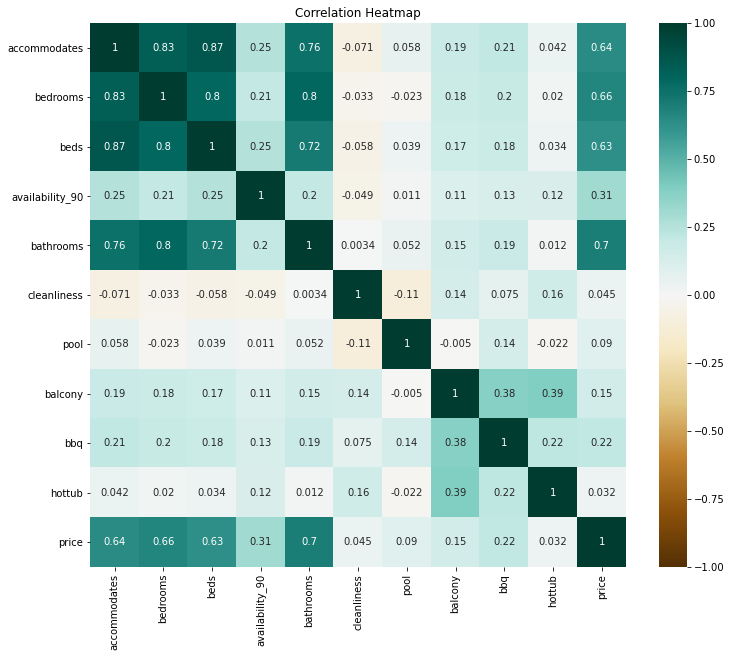 Correlation Heatmap
accommodates 1 0.83 0.87 0.25 0.76 -0.071 0.058 0.19 0.21 0.042 0.64
bedrooms 0.83 1 0.8 0.21 0.8 -0.033 -0.023 0.18 0.2 0.02 0.66
beds 0.87 0.8 1 0.25 0.72 -0.058 0.039 0.17 0.18 0.034 0.63
availability_90 0.25 0.21 0.25 1 0.2 -0.049 0.011 0.11 0.13 0.12 0.31
bathrooms 0.76 0.8 0.72 0.2 1 0.0034 0.052 0.15 0.19 0.012 0.7
cleanliness -0.071 -0.033 -0.058 -0.049 0.0034 1 -0.11 0.14 0.075 0.16 0.045
pool 0.058 -0.023 0.039 0.011 0.052 -0.11 1 -0.005 0.14 -0.022 0.09
balcony 0.19 0.18 0.17 0.11 0.15 0.14 -0.005 1 0.38 0.39 0.15
bbq 0.21 0.2 0.18 0.13 0.19 0.075 0.14 0.38 1 0.22 0.22
hottub 0.042 0.02 0.034 0.12 0.012 0.16 -0.022 0.39 0.22 1 0.032
price 0.64 0.66 0.63 0.31 0.7 0.045 0.09 0.15 0.22 0.032 1
accommodates
bedrooms
beds
availability_90
bathrooms
cleanliness
pool
balcony
bbq
hottub
price
1.00
0.75
0.50
0.25
0.00
−0.25
−0.50
−0.75
−1.00